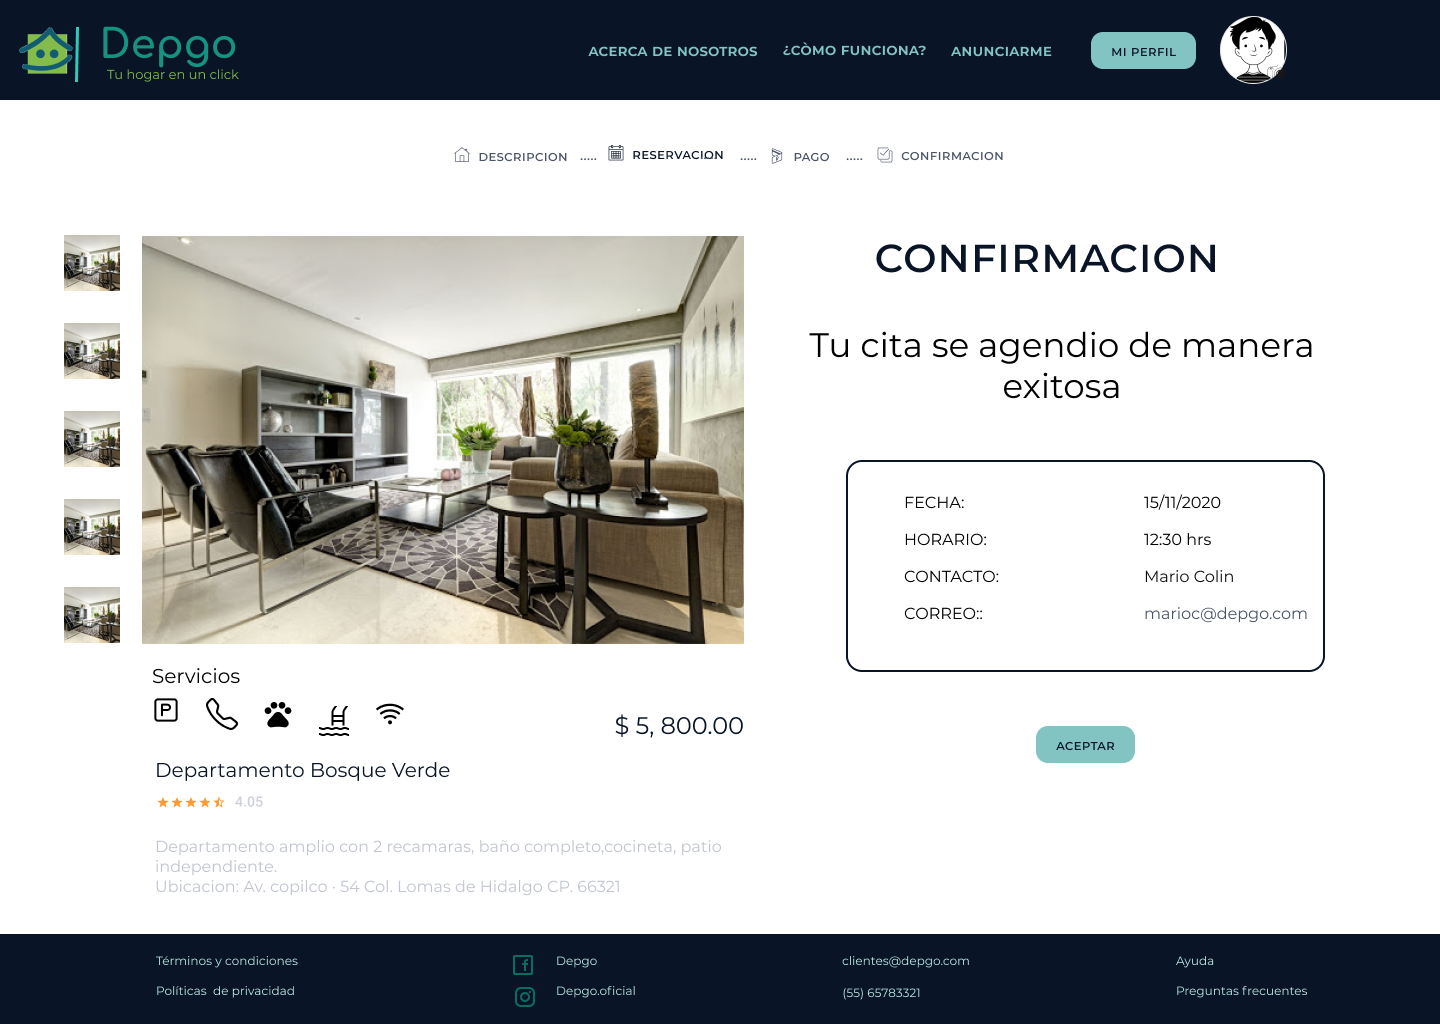 Depgo
Tu hogar en un click
ACERCA DE NOSOTROS
¿CÒMO FUNCIONA?
ANUNCIARME
MI PERFIL
DESCRIPCION ..... RESERVACION ..... PAGO ..... CONFIRMACION
CONFIRMACION
Tu cita se agendio de manera
exitosa
FECHA: 15/11/2020
HORARIO: 12:30 hrs
CONTACTO: Mario Colin
CORREO:: marioc@depgo.com
ACEPTAR
Servicios
P
$ 5, 800.00
Departamento Bosque Verde
4.05
Departamento amplio con 2 recamaras, baño completo,cocineta, patio
independiente.
Ubicacion: Av. copilco · 54 Col. Lomas de Hidalgo CP. 66321
Términos y condiciones
Políticas  de privacidad
Depgo
Depgo.oficial
clientes@depgo.com
(55) 65783321
Ayuda
Preguntas frecuentes